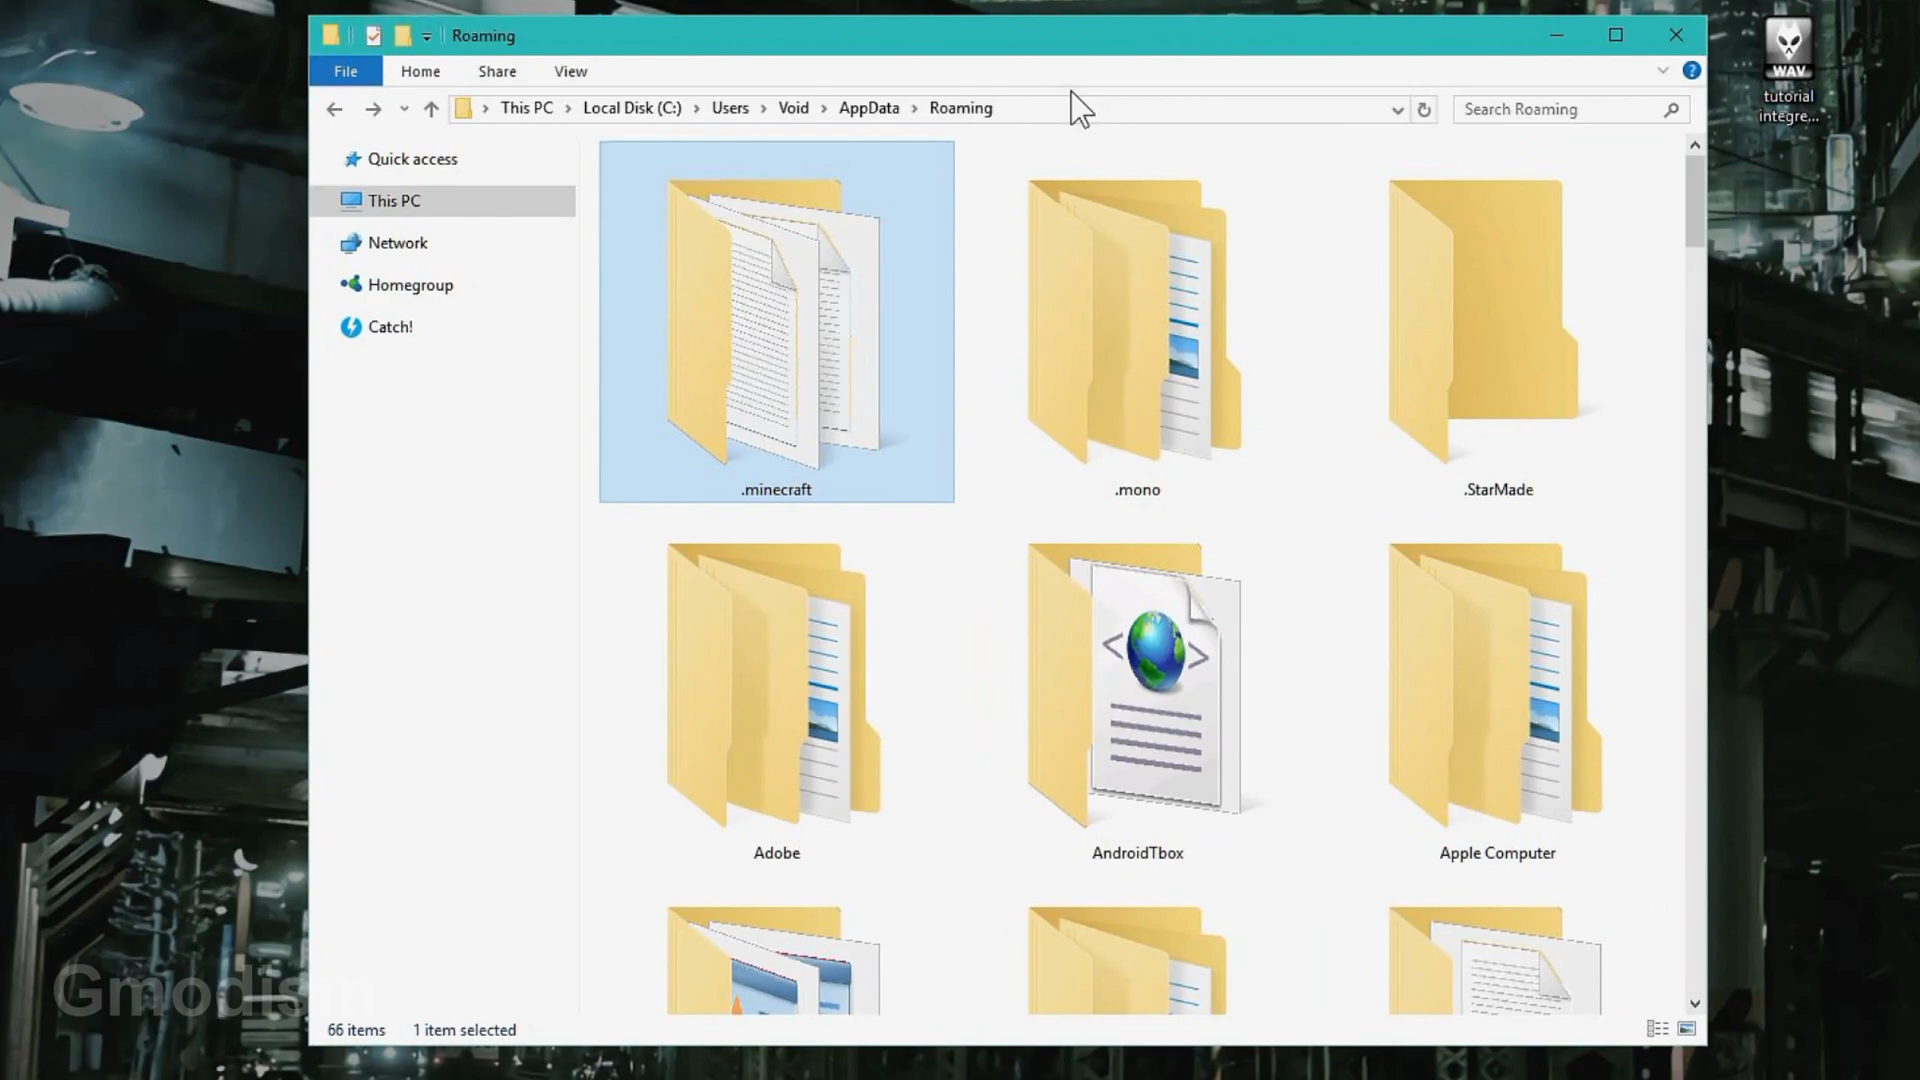 Roaming
File Home Share View
This PC Local Disk (C:) Users Void AppData Roaming
Search Roaming
Quick access
This PC
Network
Homegroup
Catch!
.minecraft .mono .StarMade
Adobe AndroidTbox Apple Computer
66 items 1 item selected
WAV
tutorial
integre...
Gmodism